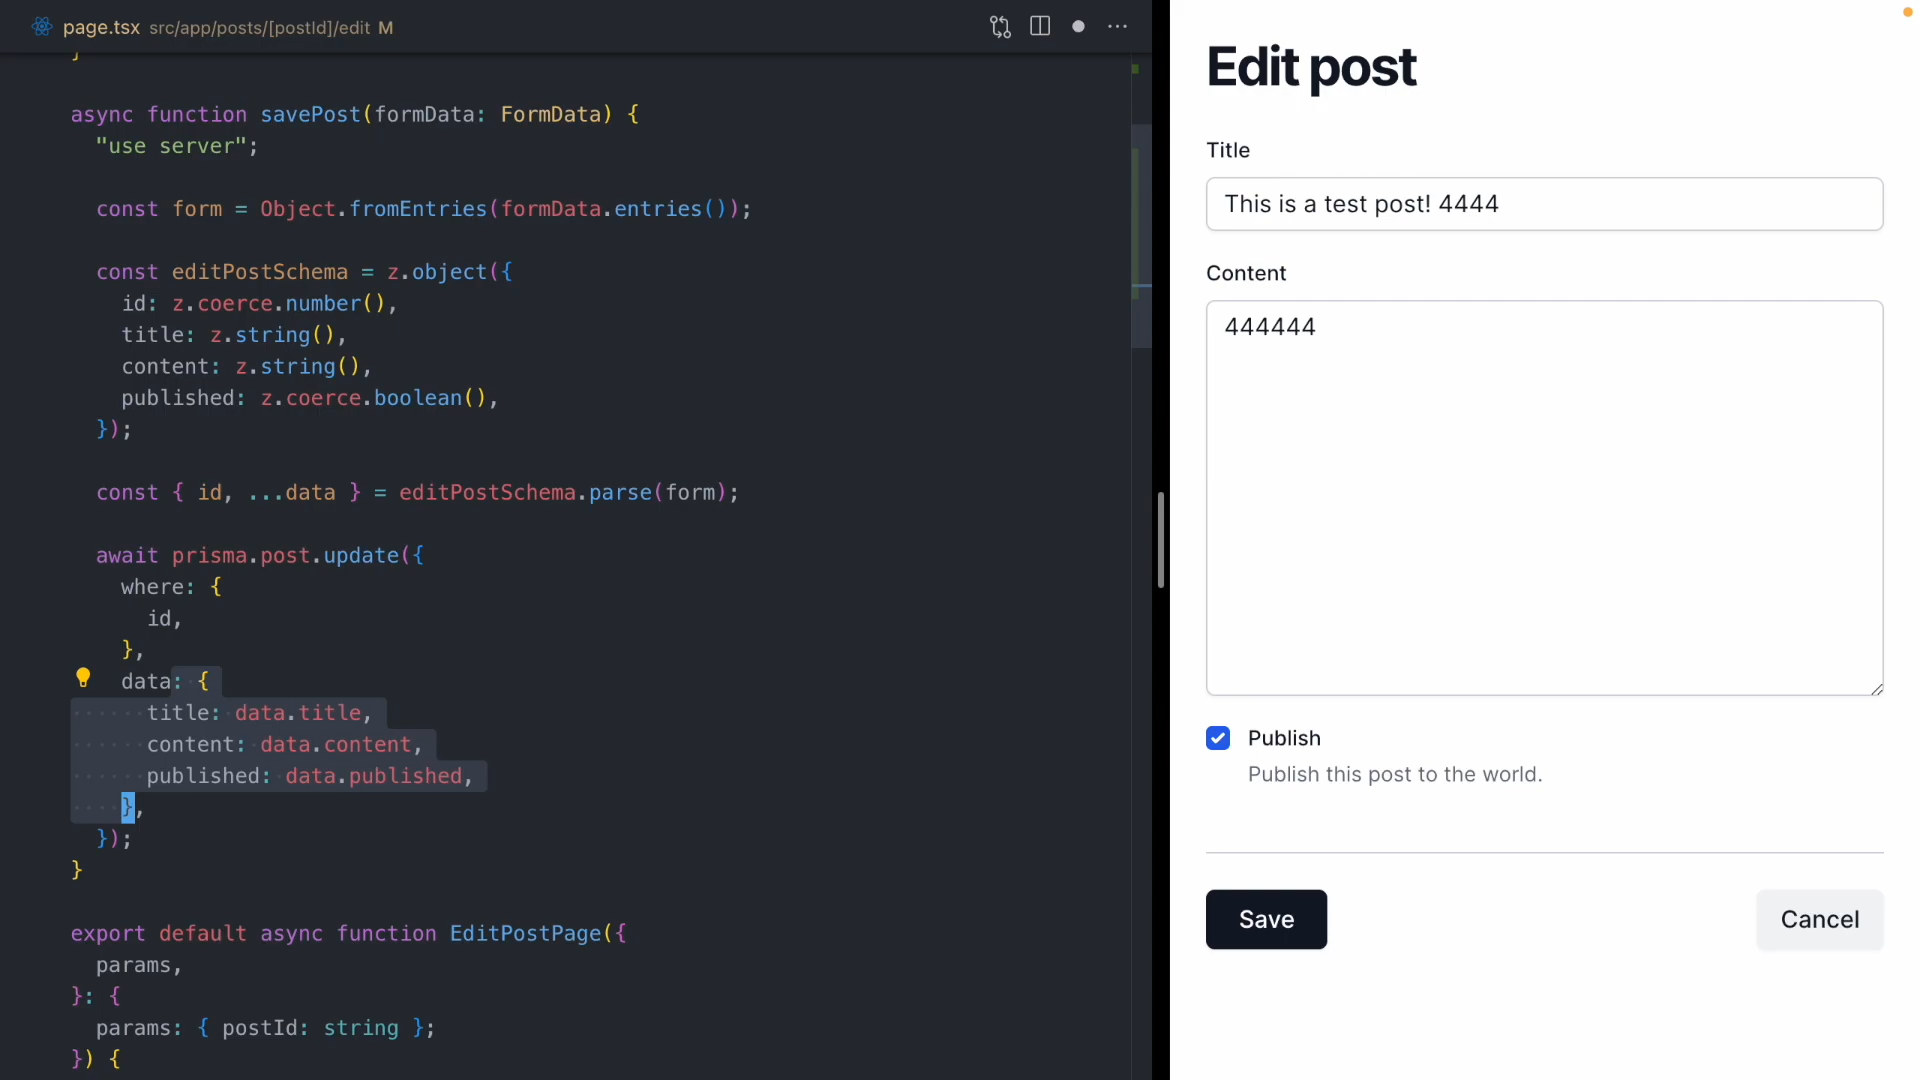 page.tsx src/app/posts/[postId]/edit M
}
async function savePost(formData: FormData) {
"use server";
const form = Object.fromEntries(formData.entries());
const editPostSchema = z.object({
id: z.coerce.number(),
title: z.string(),
content: z.string(),
published: z.coerce.boolean(),
});
const { id, ...data } = editPostSchema.parse(form);
await prisma.post.update({
where: {
id,
},
data: {
title: data.title,
content: data.content,
published: data.published,
},
});
}
export default async function EditPostPage({
params,
}: {
params: { postId: string };
}) {
Edit post
Title
This is a test post! 4444
Content
444444
Publish
Publish this post to the world.
Save
Cancel